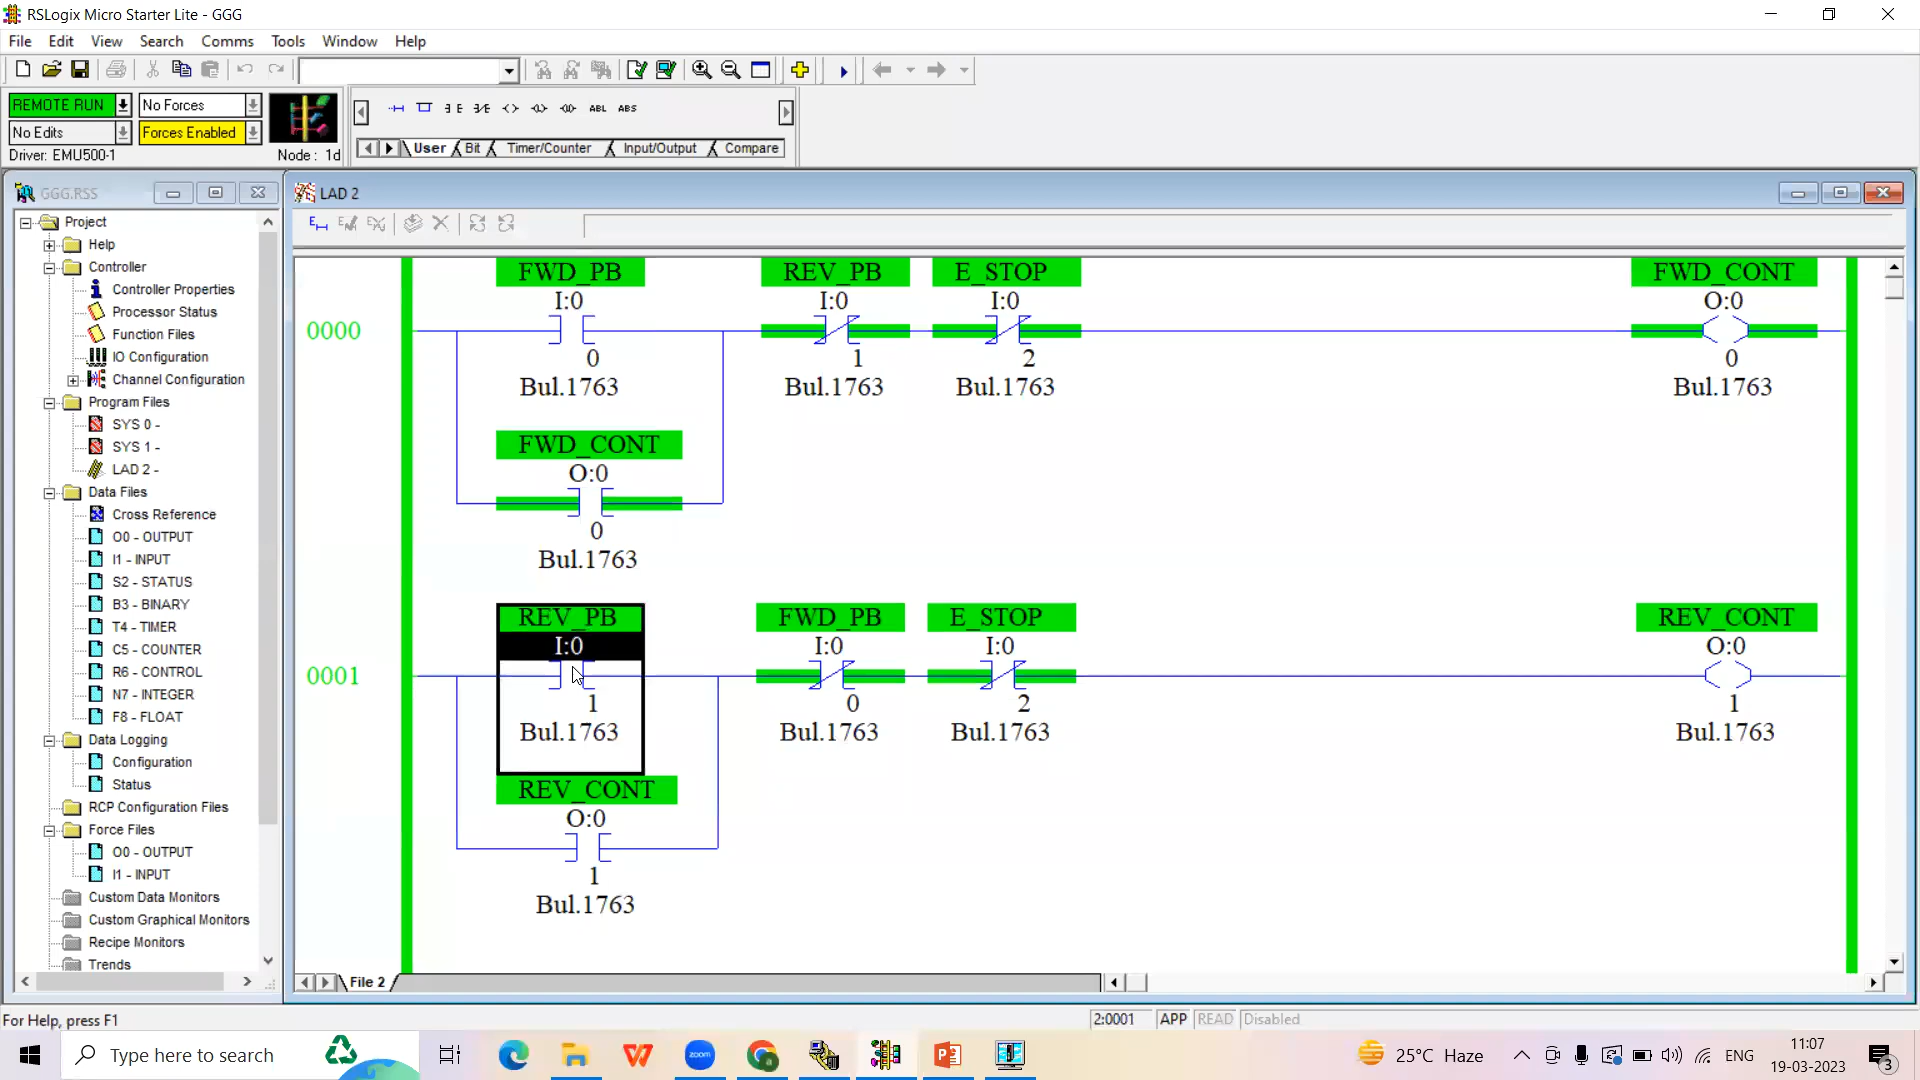 RSLogix Micro Starter Lite - GGG
File Edit View Search Comms Tools Window Help
REMOTE RUN No Forces
No Edits Forces Enabled
Driver: EMU500-1 Node : 1d
ABL ABS
User Bit Timer/Counter Input/Output Compare
GGG.RSS
Project
Help
Controller
Controller Properties
Processor Status
Function Files
IO Configuration
Channel Configuration
Program Files
SYS 0 -
SYS 1 -
LAD 2 -
Data Files
Cross Reference
O0 - OUTPUT
I1 - INPUT
S2 - STATUS
B3 - BINARY
T4 - TIMER
C5 - COUNTER
R6 - CONTROL
N7 - INTEGER
F8 - FLOAT
Data Logging
Configuration
Status
RCP Configuration Files
Force Files
O0 - OUTPUT
I1 - INPUT
Custom Data Monitors
Custom Graphical Monitors
Recipe Monitors
Trends
LAD 2
FWD_PB REV_PB E_STOP FWD_CONT
I:0 I:0 I:0 O:0
0000
0 1 2 0
Bul.1763 Bul.1763 Bul.1763 Bul.1763
FWD_CONT
O:0
0
Bul.1763
REV_PB FWD_PB E_STOP REV_CONT
I:0 I:0 I:0 O:0
0001
1 0 2 1
Bul.1763 Bul.1763 Bul.1763 Bul.1763
REV_CONT
O:0
1
Bul.1763
File 2
For Help, press F1
2:0001 APP READ Disabled
Type here to search
zoom
25°C Haze
ENG
11:07
19-03-2023
3